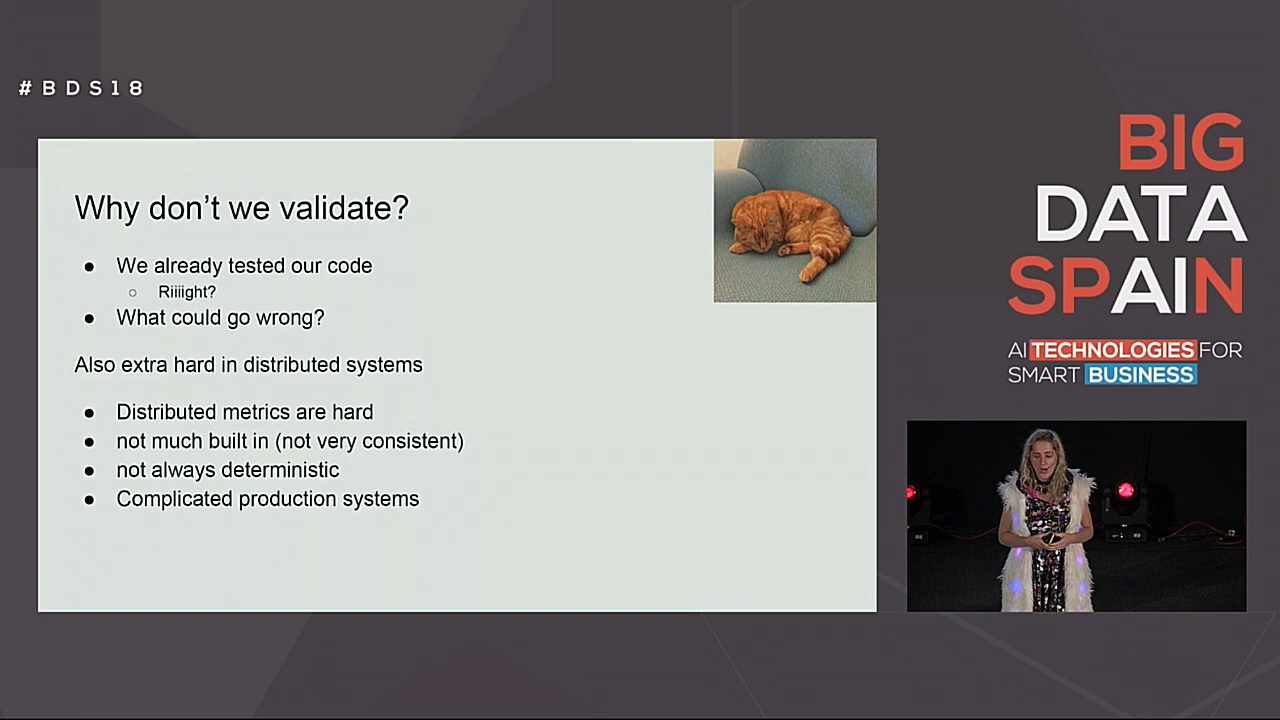 #BDS18
Why don't we validate?
● We already tested our code
○ Riiiight?
● What could go wrong?
Also extra hard in distributed systems
● Distributed metrics are hard
● not much built in (not very consistent)
● not always deterministic
● Complicated production systems
BIG
DATA
SPAIN
AI TECHNOLOGIES FOR
SMART BUSINESS